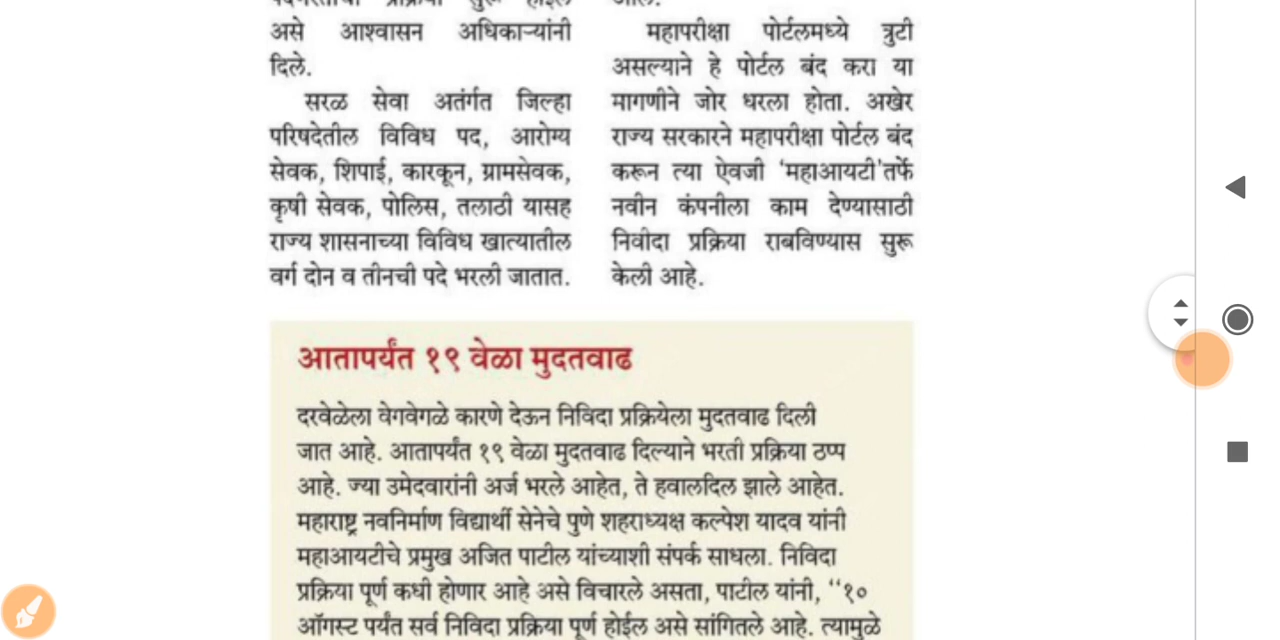 असे आश्वासन अधिकाऱ्यांनी
दिले.
सरळ सेवा अतंर्गत जिल्हा
परिषदेतील विविध पद, आरोग्य
सेवक, शिपाई, कारकून, ग्रामसेवक,
कृषी सेवक, पोलिस, तलाठी यासह
राज्य शासनाच्या विविध खात्यातील
वर्ग दोन व तीनची पदे भरली जातात.
महापरीक्षा पोर्टलमध्ये त्रुटी
असल्याने हे पोर्टल बंद करा या
मागणीने जोर धरला होता. अखेर
राज्य सरकारने महापरीक्षा पोर्टल बंद
करून त्या ऐवजी ‘महाआयटी’तर्फे
नवीन कंपनीला काम देण्यासाठी
निवीदा प्रक्रिया राबविण्यास सुरू
केली आहे.
आतापर्यंत १९ वेळा मुदतवाढ
दरवेळेला वेगवेगळे कारणे देऊन निविदा प्रक्रियेला मुदतवाढ दिली
जात आहे. आतापर्यंत १९ वेळा मुदतवाढ दिल्याने भरती प्रक्रिया ठप्प
आहे. ज्या उमेदवारांनी अर्ज भरले आहेत, ते हवालदिल झाले आहेत.
महाराष्ट्र नवनिर्माण विद्यार्थी सेनेचे पुणे शहराध्यक्ष कल्पेश यादव यांनी
महाआयटीचे प्रमुख अजित पाटील यांच्याशी संपर्क साधला. निविदा
प्रक्रिया पूर्ण कधी होणार आहे असे विचारले असता, पाटील यांनी, ‘‘१०
ऑगस्ट पर्यंत सर्व निविदा प्रक्रिया पूर्ण होईल असे सांगितले आहे. त्यामुळे